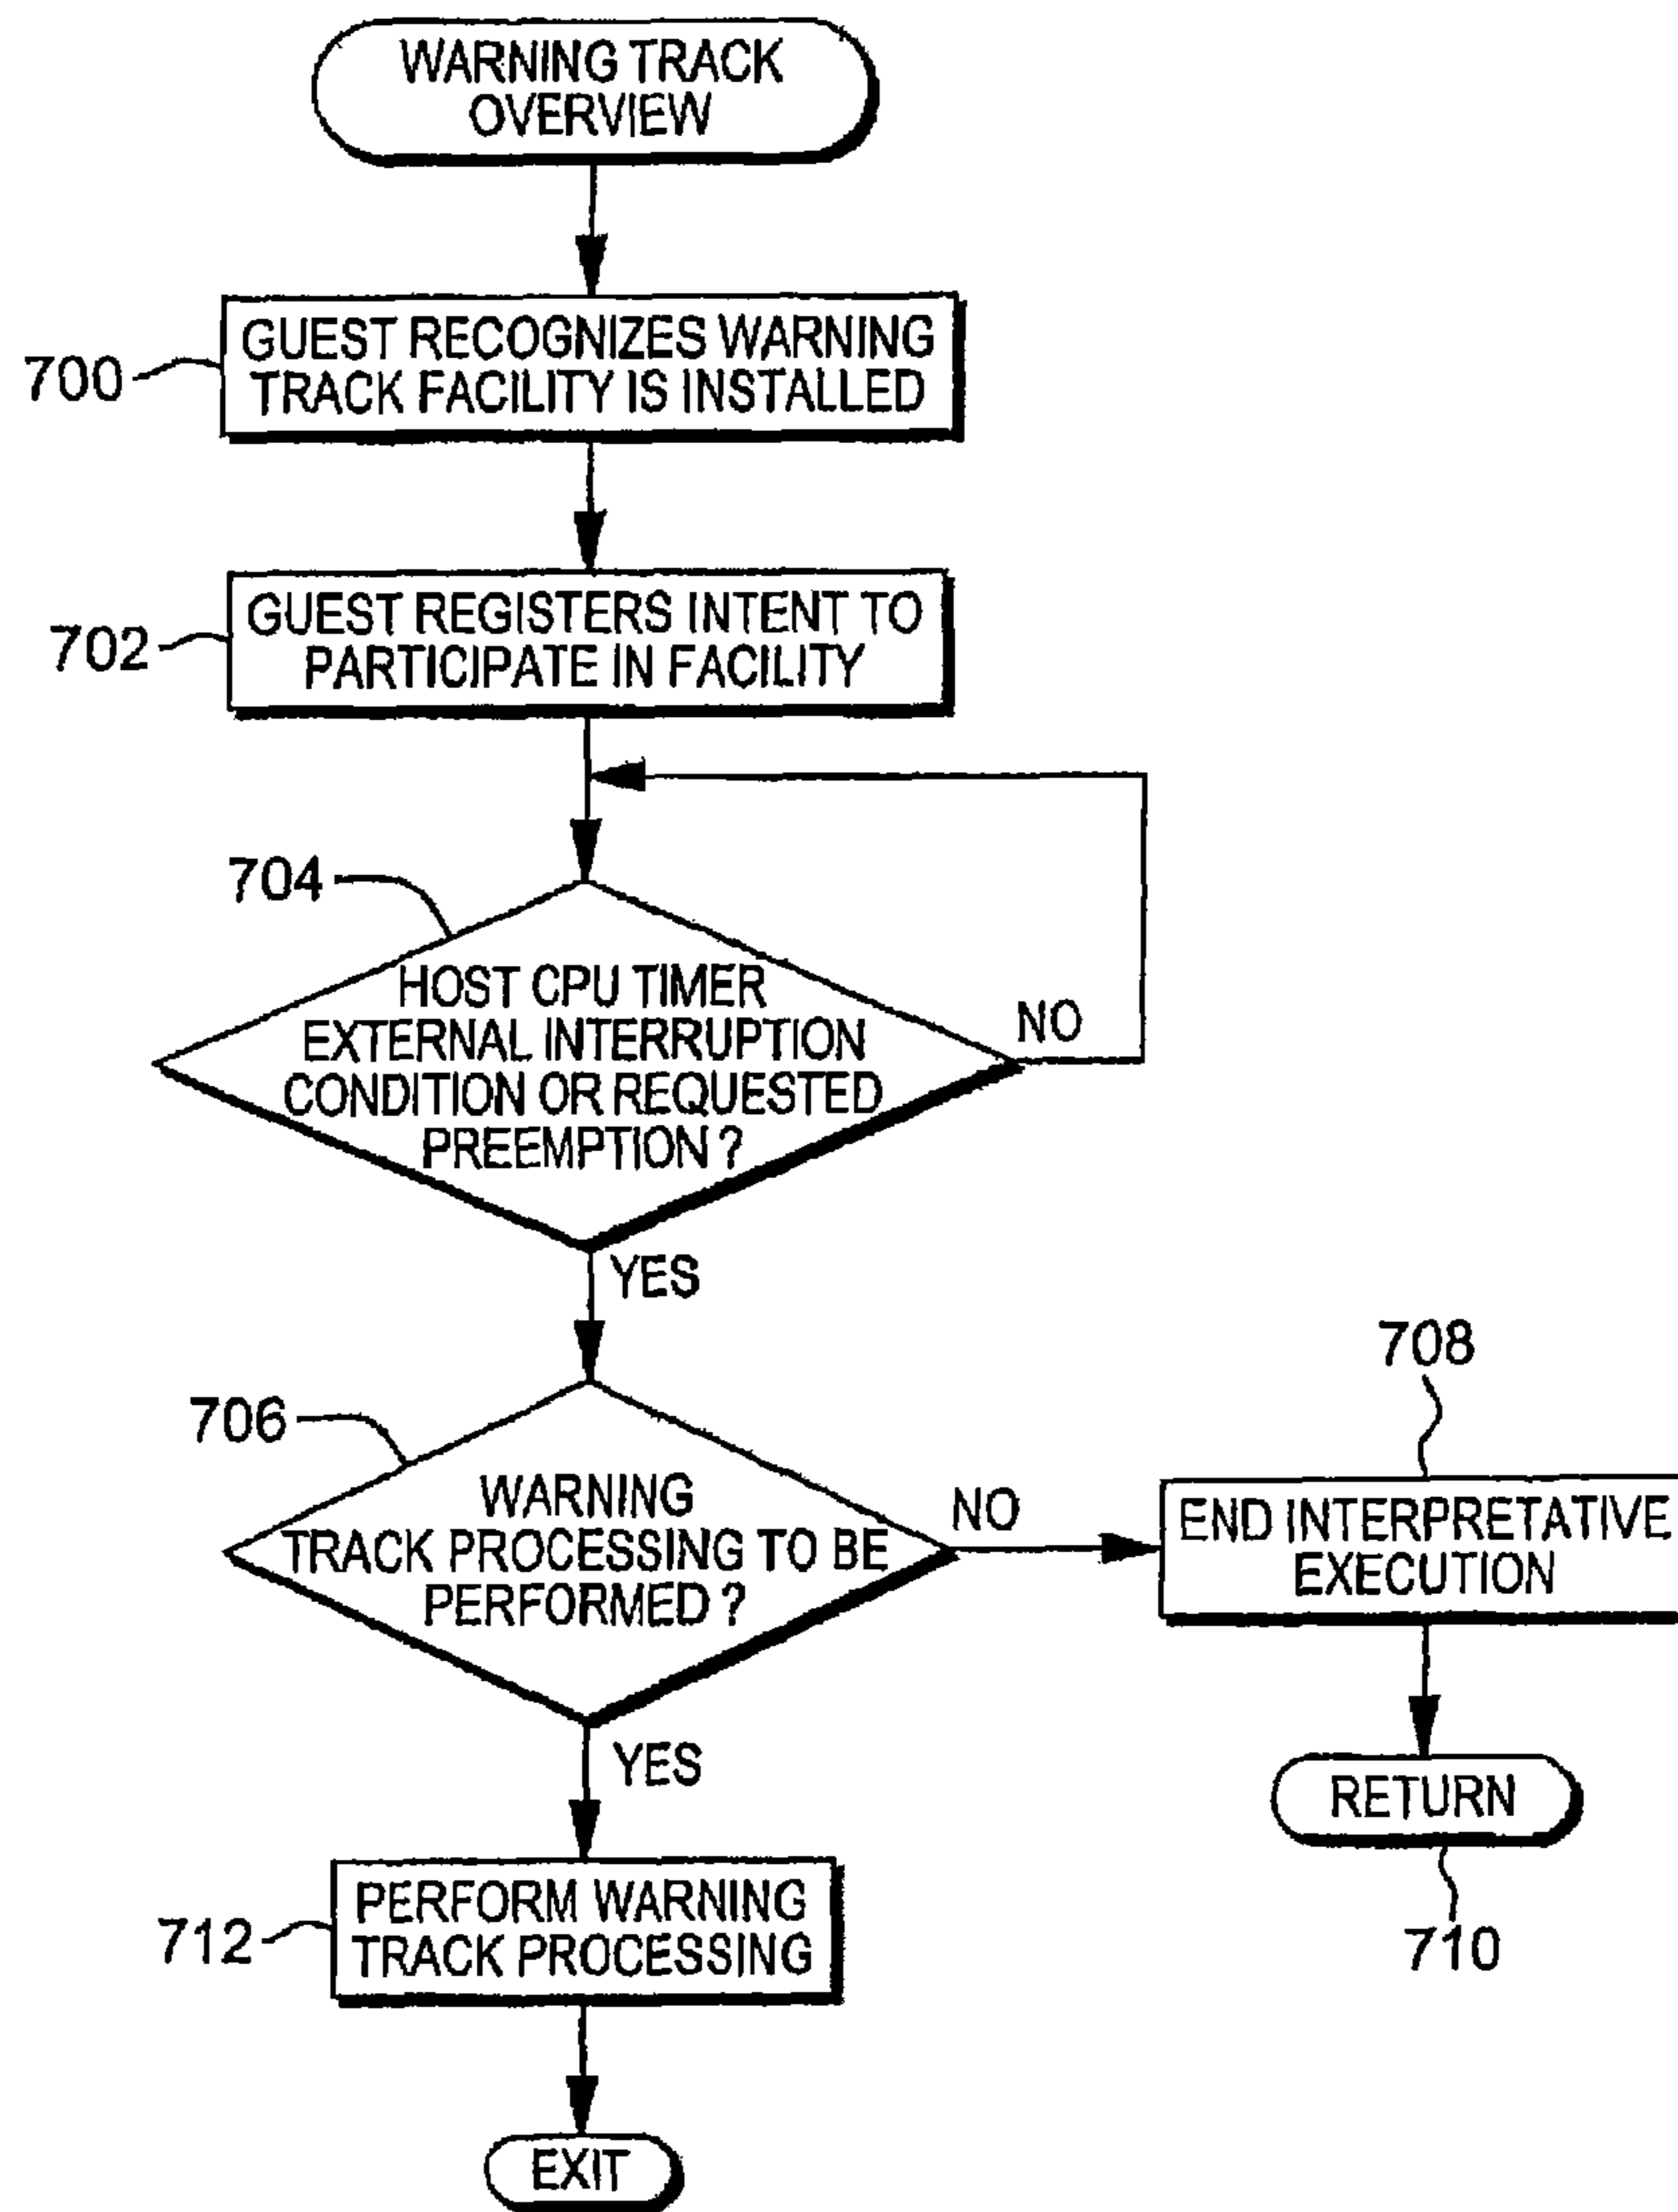 WARNING TRACK
OVERVIEW
700
GUEST RECOGNIZES WARNING
TRACK FACILITY IS INSTALLED
702
GUEST REGISTERS INTENT TO
PARTICIPATE IN FACILITY
704
HOST CPU TIMER
EXTERNAL INTERRUPTION
CONDITION OR REQUESTED
PREEMPTION ?
NO
YES
706
WARNING
TRACK PROCESSING TO BE
PERFORMED ?
NO
708
END INTERPRETATIVE
EXECUTION
YES
RETURN
710
712
PERFORM WARNING
TRACK PROCESSING
EXIT